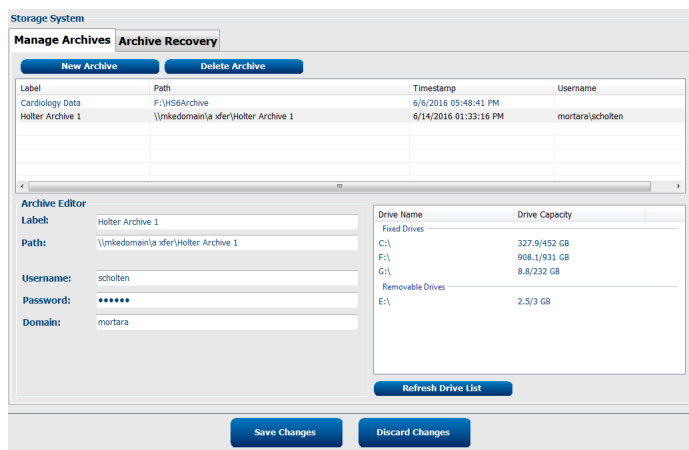 Storage System
Manage Archives Archive Recovery
New Archive Delete Archive
Label Path Timestamp Username
Cardiology Data F:\HS6Archive 6/6/2016 05:48:41 PM
Holter Archive 1 \\mkedomain\a xfer\Holter Archive 1 6/14/2016 01:33:16 PM mortara\scholten
Archive Editor
Label: Holter Archive 1
Path: \\mkedomain\a xfer\Holter Archive 1
Username: scholten
Password: ••••••
Domain: mortara
Drive Name Drive Capacity
Fixed Drives
C:\ 327.9/452 GB
F:\ 908.1/931 GB
G:\ 8.8/232 GB
Removable Drives
E:\ 2.5/3 GB
Refresh Drive List
Save Changes Discard Changes